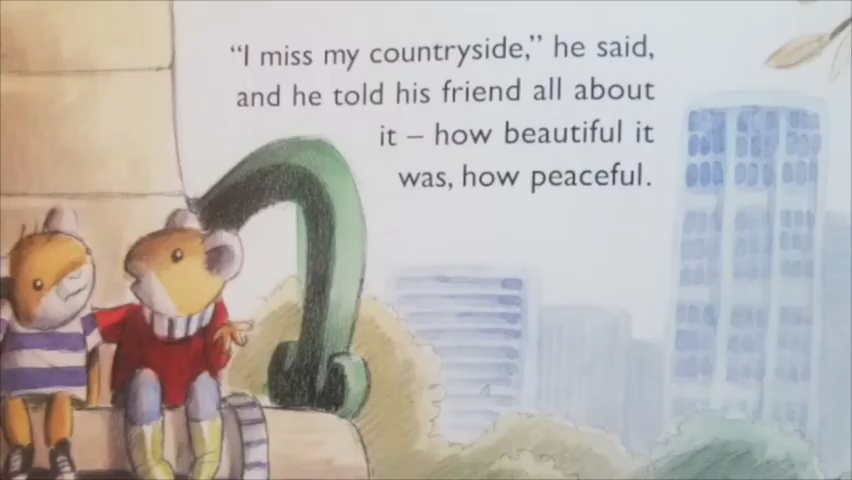 “I miss my countryside,” he said,
and he told his friend all about
it – how beautiful it
was, how peaceful.